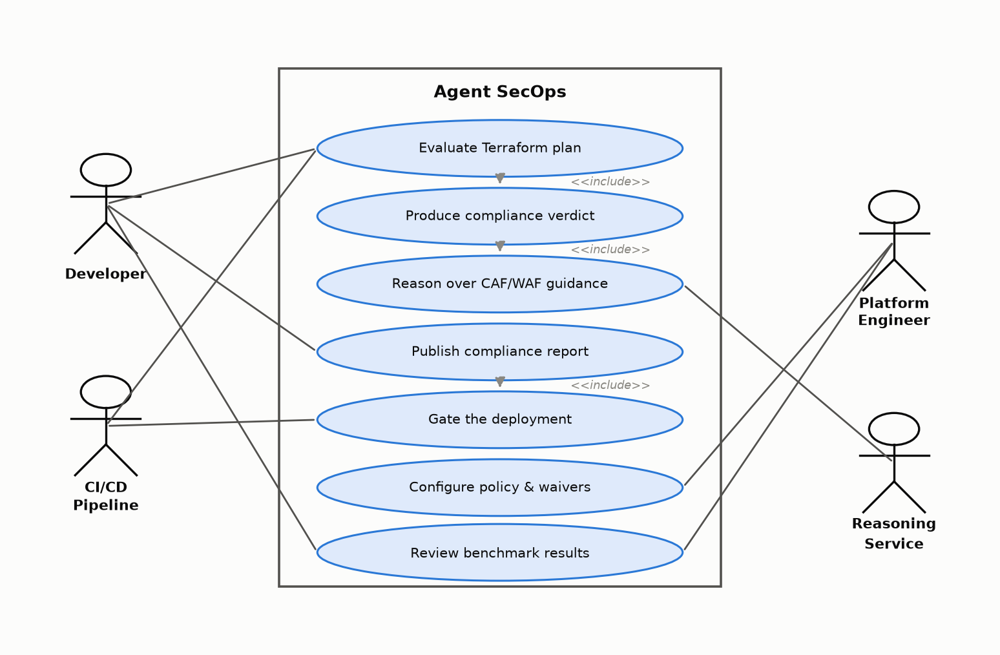 Agent SecOps
Evaluate Terraform plan
<<include>>
Produce compliance verdict
<<include>>
Reason over CAF/WAF guidance
Publish compliance report
<<include>>
Gate the deployment
Configure policy & waivers
Review benchmark results
Developer
CI/CD
Pipeline
Platform
Engineer
Reasoning
Service